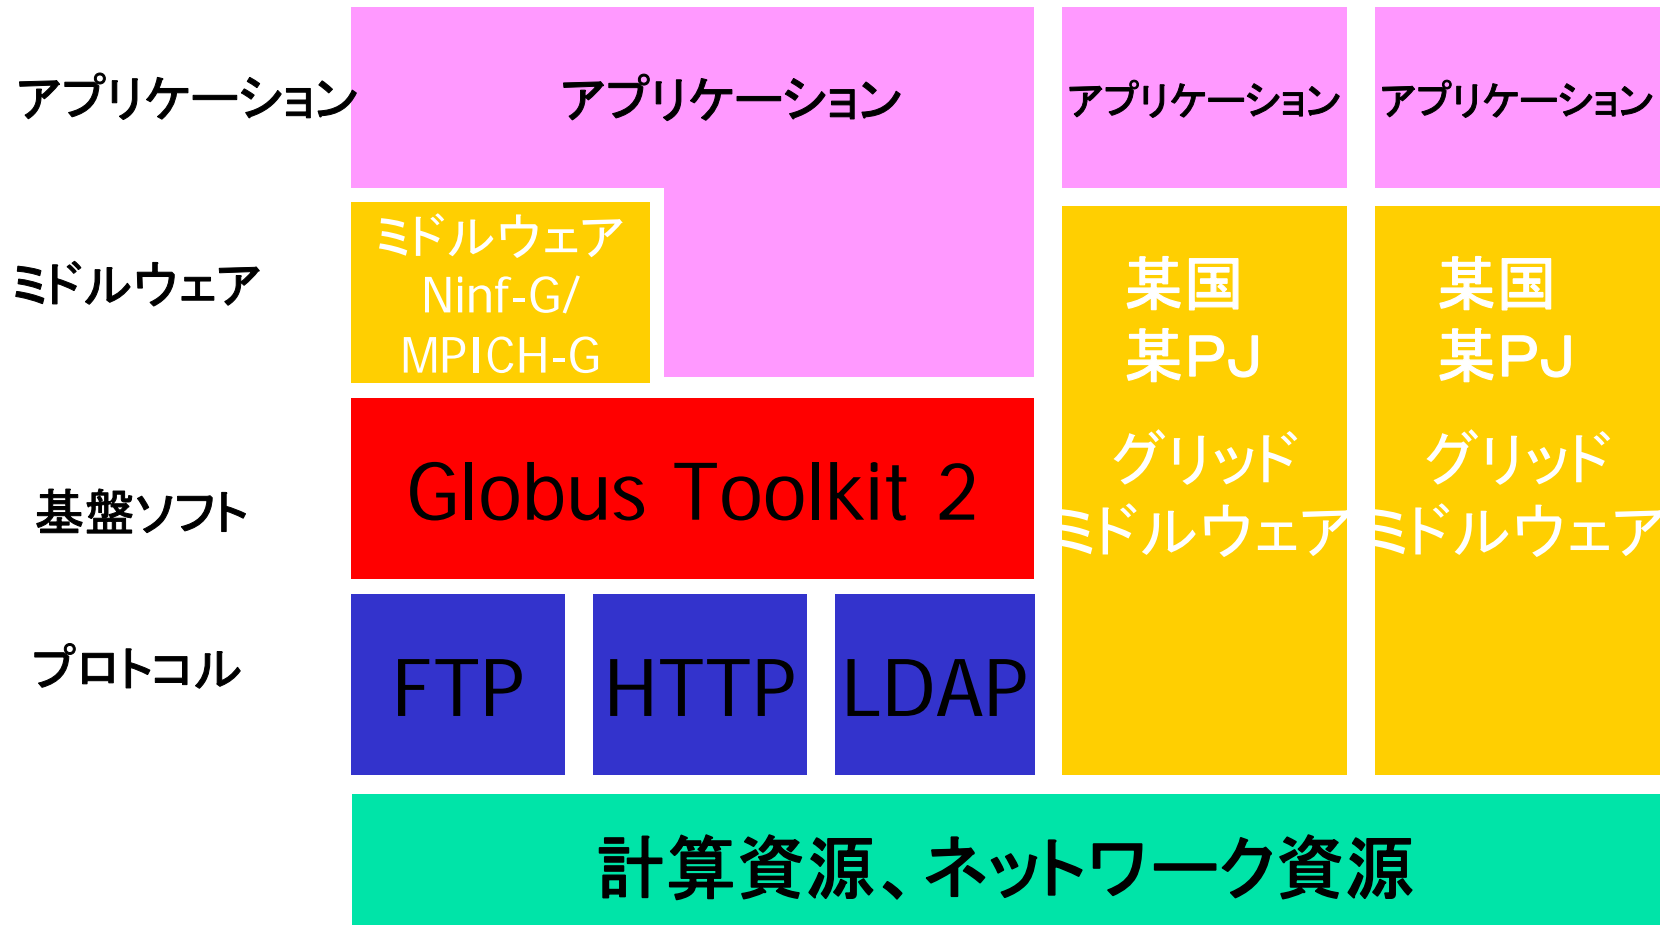 アプリケーション
アプリケーション
アプリケーション
アプリケーション
ミドルウェア
ミドルウェア
Ninf-G/
MPICH-G
某国
某PJ
グリッド
ミドルウェア
某国
某PJ
グリッド
ミドルウェア
基盤ソフト
Globus Toolkit 2
プロトコル
FTP
HTTP
LDAP
計算資源、ネットワーク資源